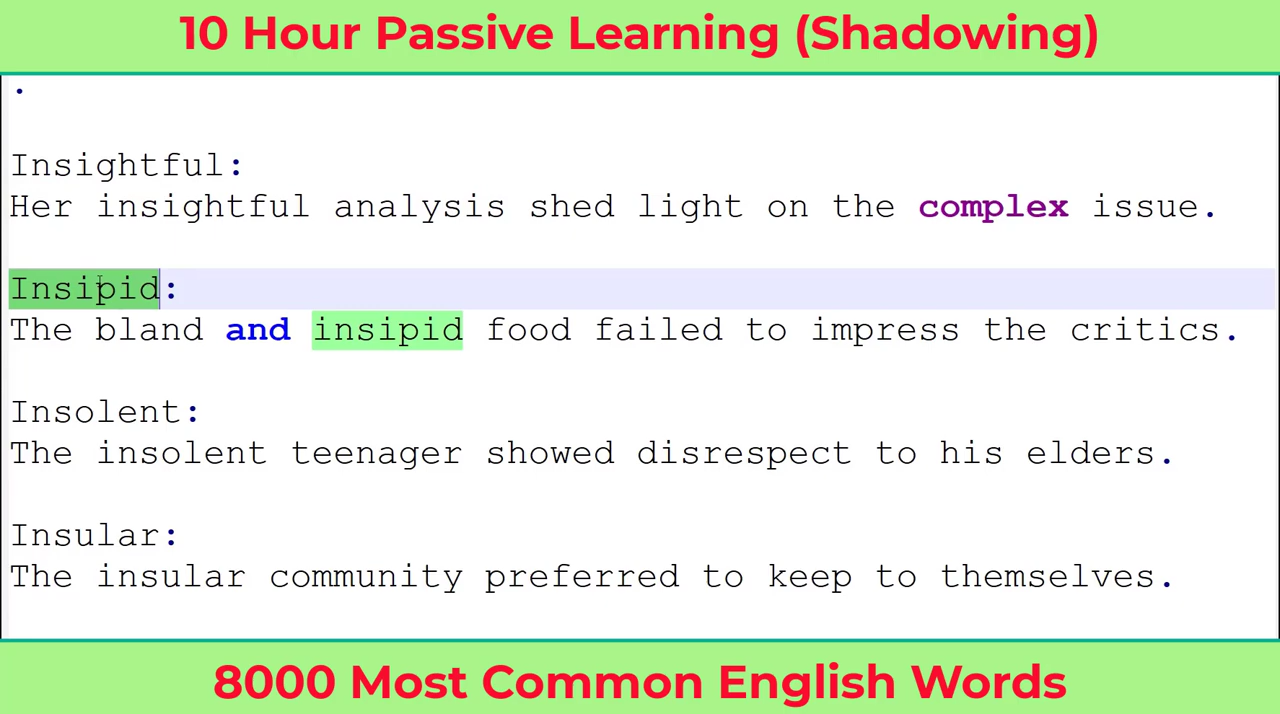 10 Hour Passive Learning (Shadowing)
.
Insightful:
Her insightful analysis shed light on the complex issue.
Insipid:
The bland and insipid food failed to impress the critics.
Insolent:
The insolent teenager showed disrespect to his elders.
Insular:
The insular community preferred to keep to themselves.
8000 Most Common English Words